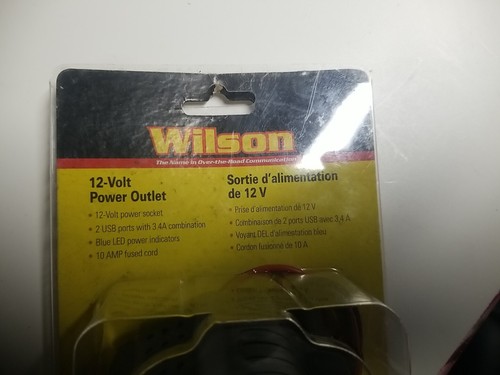 Wilson
The Name in Over-the-Road Communication
12-Volt
Power Outlet
• 12-Volt power socket
• 2 USB ports with 3.4A combination
• Blue LED power indicators
• 10 AMP fused cord
Sortie d'alimentation
de 12 V
• Prise d'alimentation de 12 V
• Combinaison de 2 ports USB avec 3,4 A
• Voyant DEL d'alimentation bleu
• Cordon fusionné de 10 A